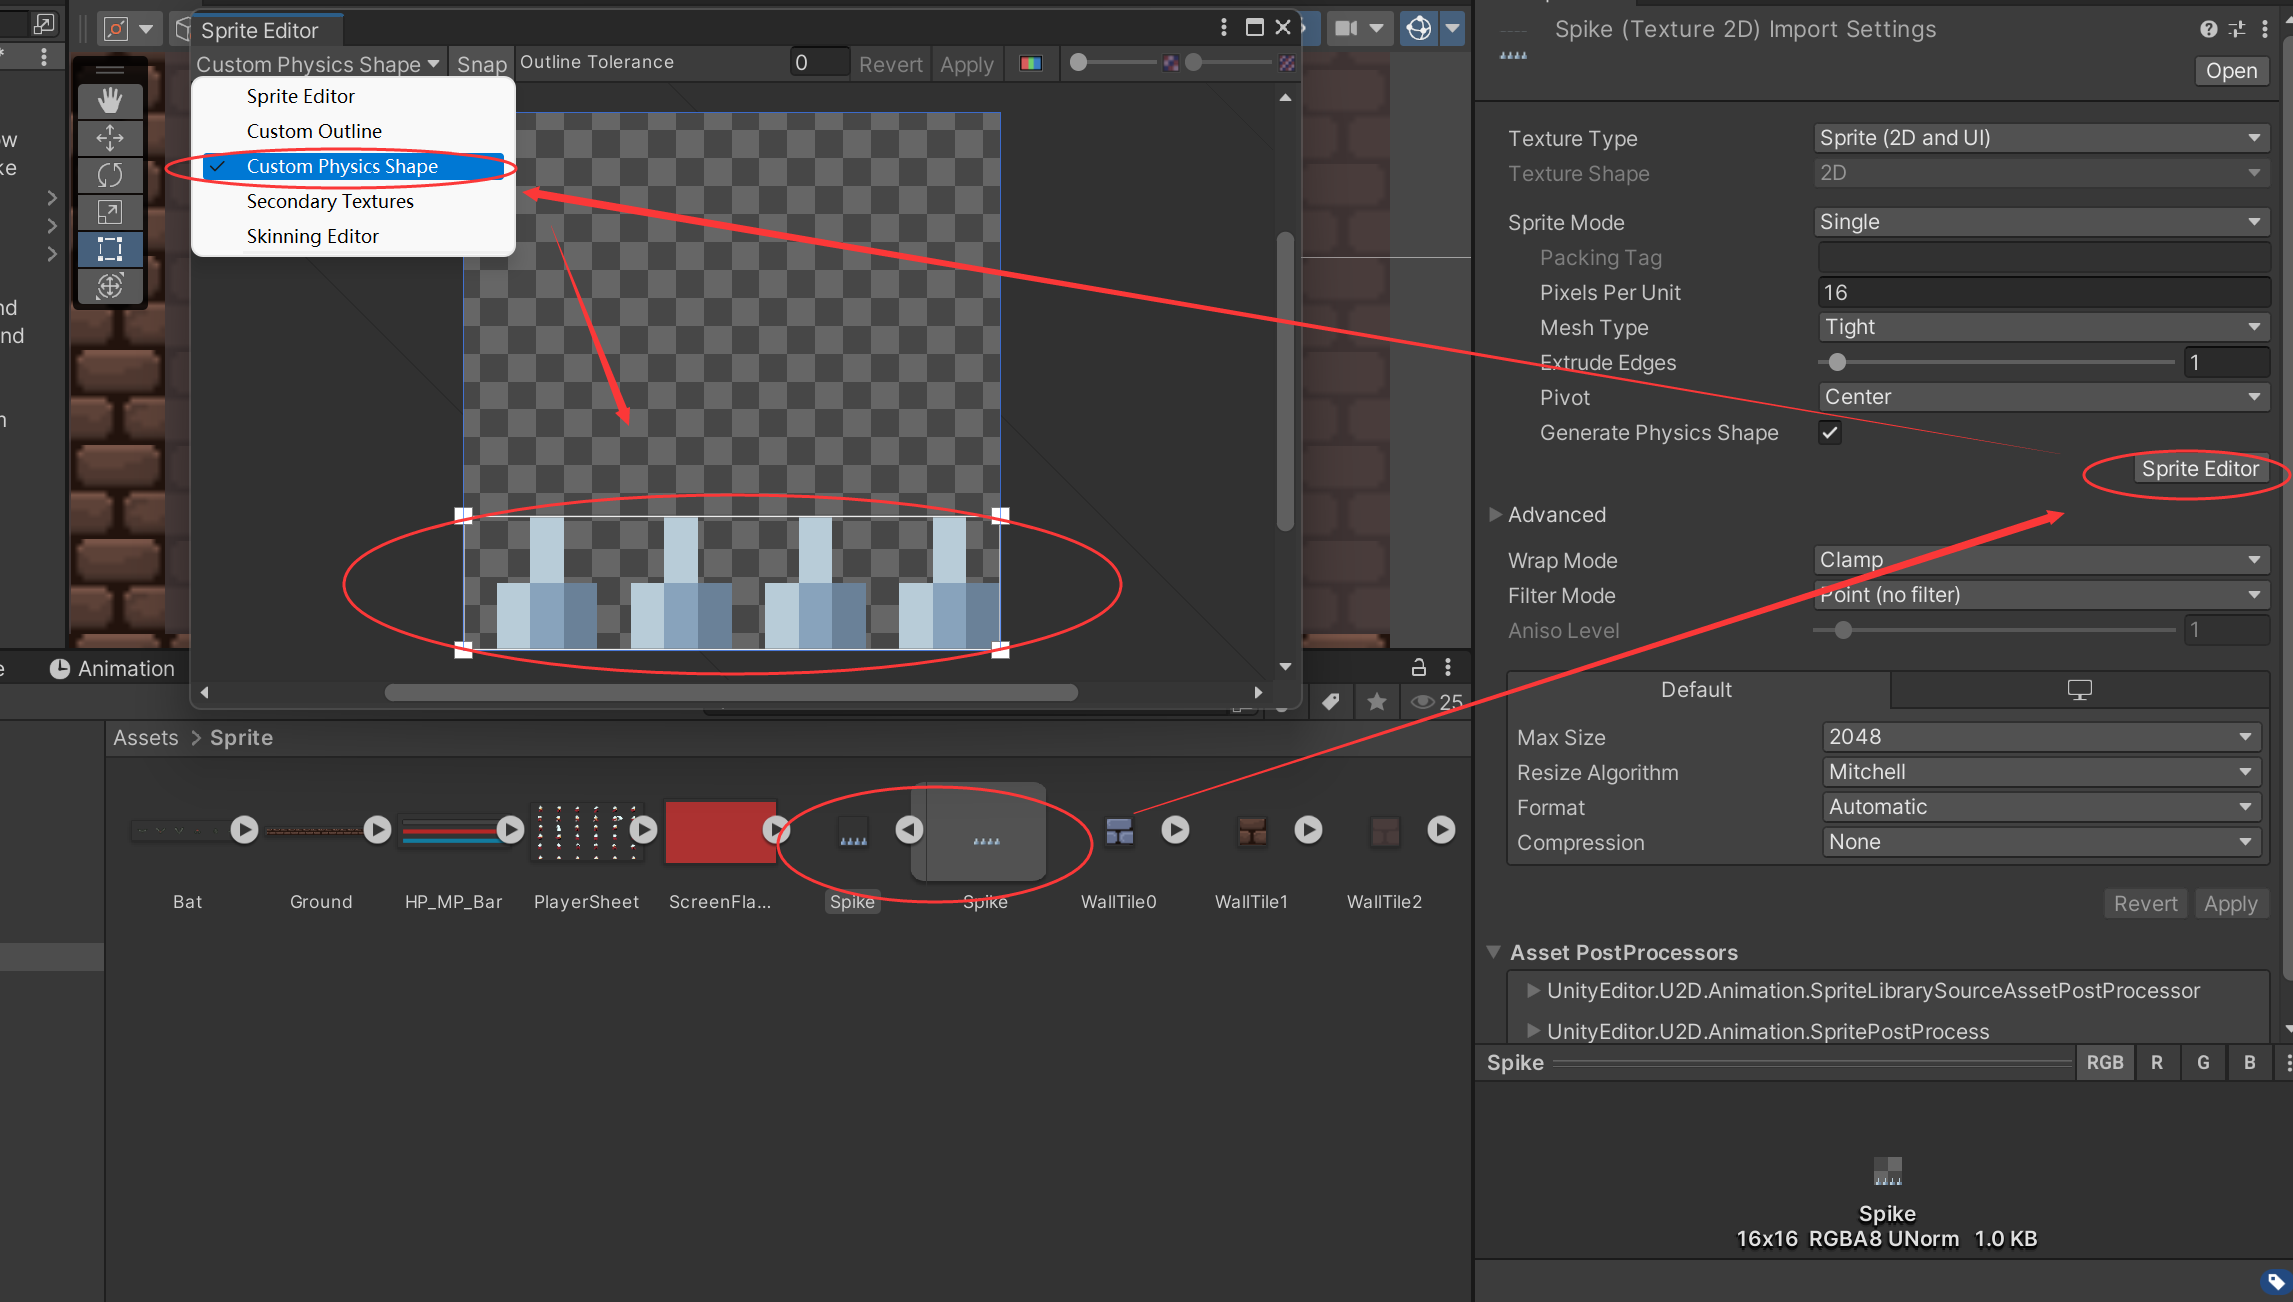 Sprite Editor
Custom Physics Shape
Snap
Outline Tolerance
0
Revert
Apply
Sprite Editor
Custom Outline
Custom Physics Shape
Secondary Textures
Skinning Editor
nd
nd
Animation
25
Assets > Sprite
Bat
Ground
HP_MP_Bar
PlayerSheet
ScreenFla...
Spike
Spike
WallTile0
WallTile1
WallTile2
Spike (Texture 2D) Import Settings
Open
Texture Type
Sprite (2D and UI)
Texture Shape
2D
Sprite Mode
Single
Packing Tag
Pixels Per Unit
16
Mesh Type
Tight
Extrude Edges
1
Pivot
Center
Generate Physics Shape
Sprite Editor
Advanced
Wrap Mode
Clamp
Filter Mode
Point (no filter)
Aniso Level
1
Default
Max Size
2048
Resize Algorithm
Mitchell
Format
Automatic
Compression
None
Revert
Apply
Asset PostProcessors
UnityEditor.U2D.Animation.SpriteLibrarySourceAssetPostProcessor
UnityEditor.U2D.Animation.SpritePostProcess
Spike
RGB
R
G
B
Spike
16x16 RGBA8 UNorm 1.0 KB